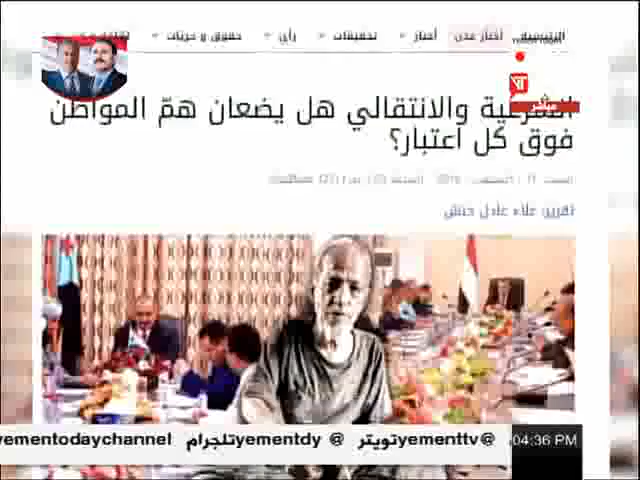 الرئيسية أخبار عدن أخبار تحقيقات رأي حقوق و حريات
مباشر
والانتقالي هل يضعان همّ المواطن
فوق كل اعتبار؟
تقرير: علاء عادل حنش
@yementtv تويتر @yementdy تلجرام yementodaychannel
04:36 PM